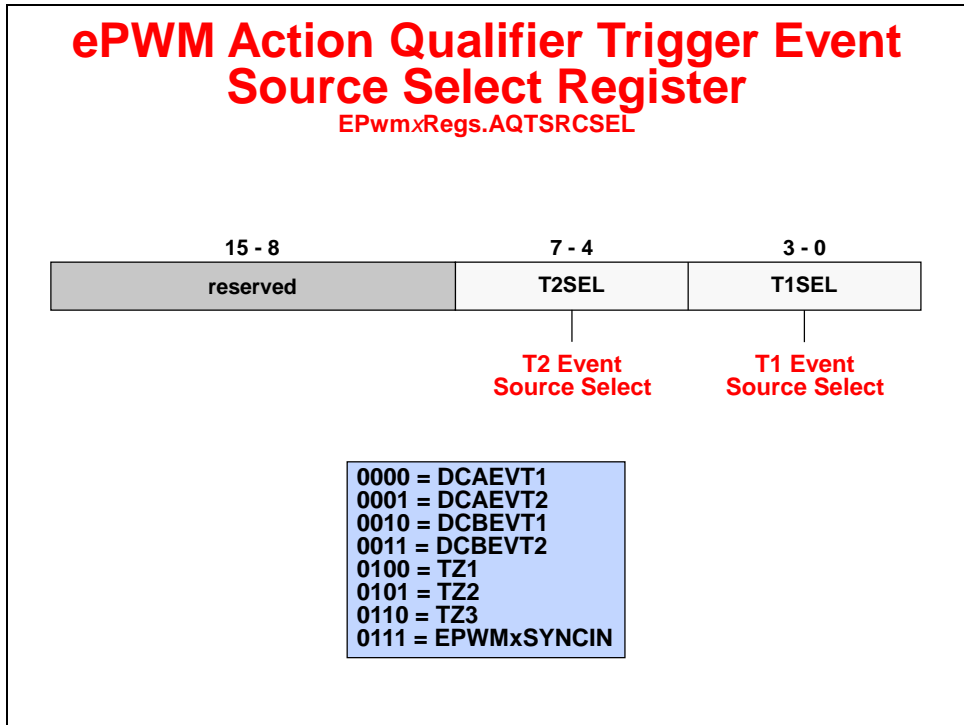 ePWM Action Qualifier Trigger Event
Source Select Register
EPwmxRegs.AQTSRCSEL
15 - 8
7 - 4
3 - 0
reserved
T2SEL
T1SEL
T2 Event
Source Select
T1 Event
Source Select
0000 = DCAEVT1
0001 = DCAEVT2
0010 = DCBEVT1
0011 = DCBEVT2
0100 = TZ1
0101 = TZ2
0110 = TZ3
0111 = EPWMxSYNCIN